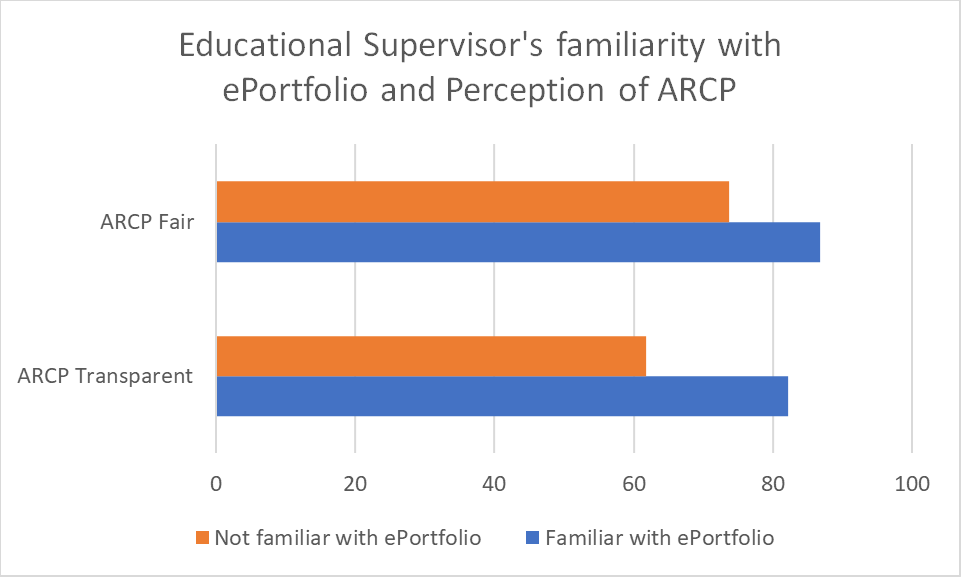 Educational Supervisor's familiarity with
ePortfolio and Perception of ARCP
ARCP Fair
ARCP Transparent
0 20 40 60 80 100
Not familiar with ePortfolio Familiar with ePortfolio